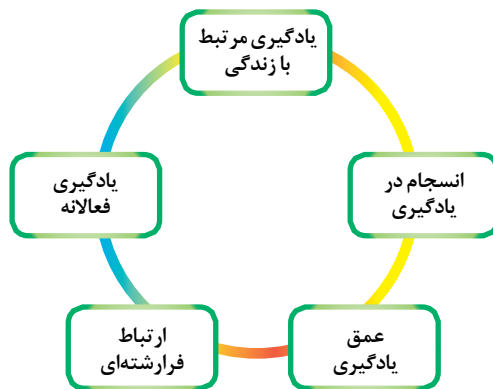 یادگیری مرتبط
با زندگی
انسجام در
یادگیری
عمق
یادگیری
ارتباط
فرارشته‌ای
یادگیری
فعالانه